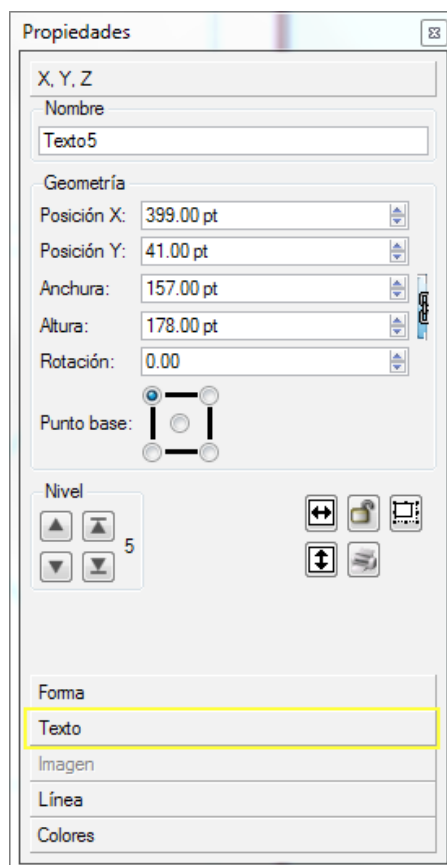 Propiedades
X, Y, Z
Nombre
Texto5
Geometría
Posición X: 399.00 pt
Posición Y: 41.00 pt
Anchura: 157.00 pt
Altura: 178.00 pt
Rotación: 0.00
Punto base:
Nivel
5
Forma
Texto
Imagen
Línea
Colores